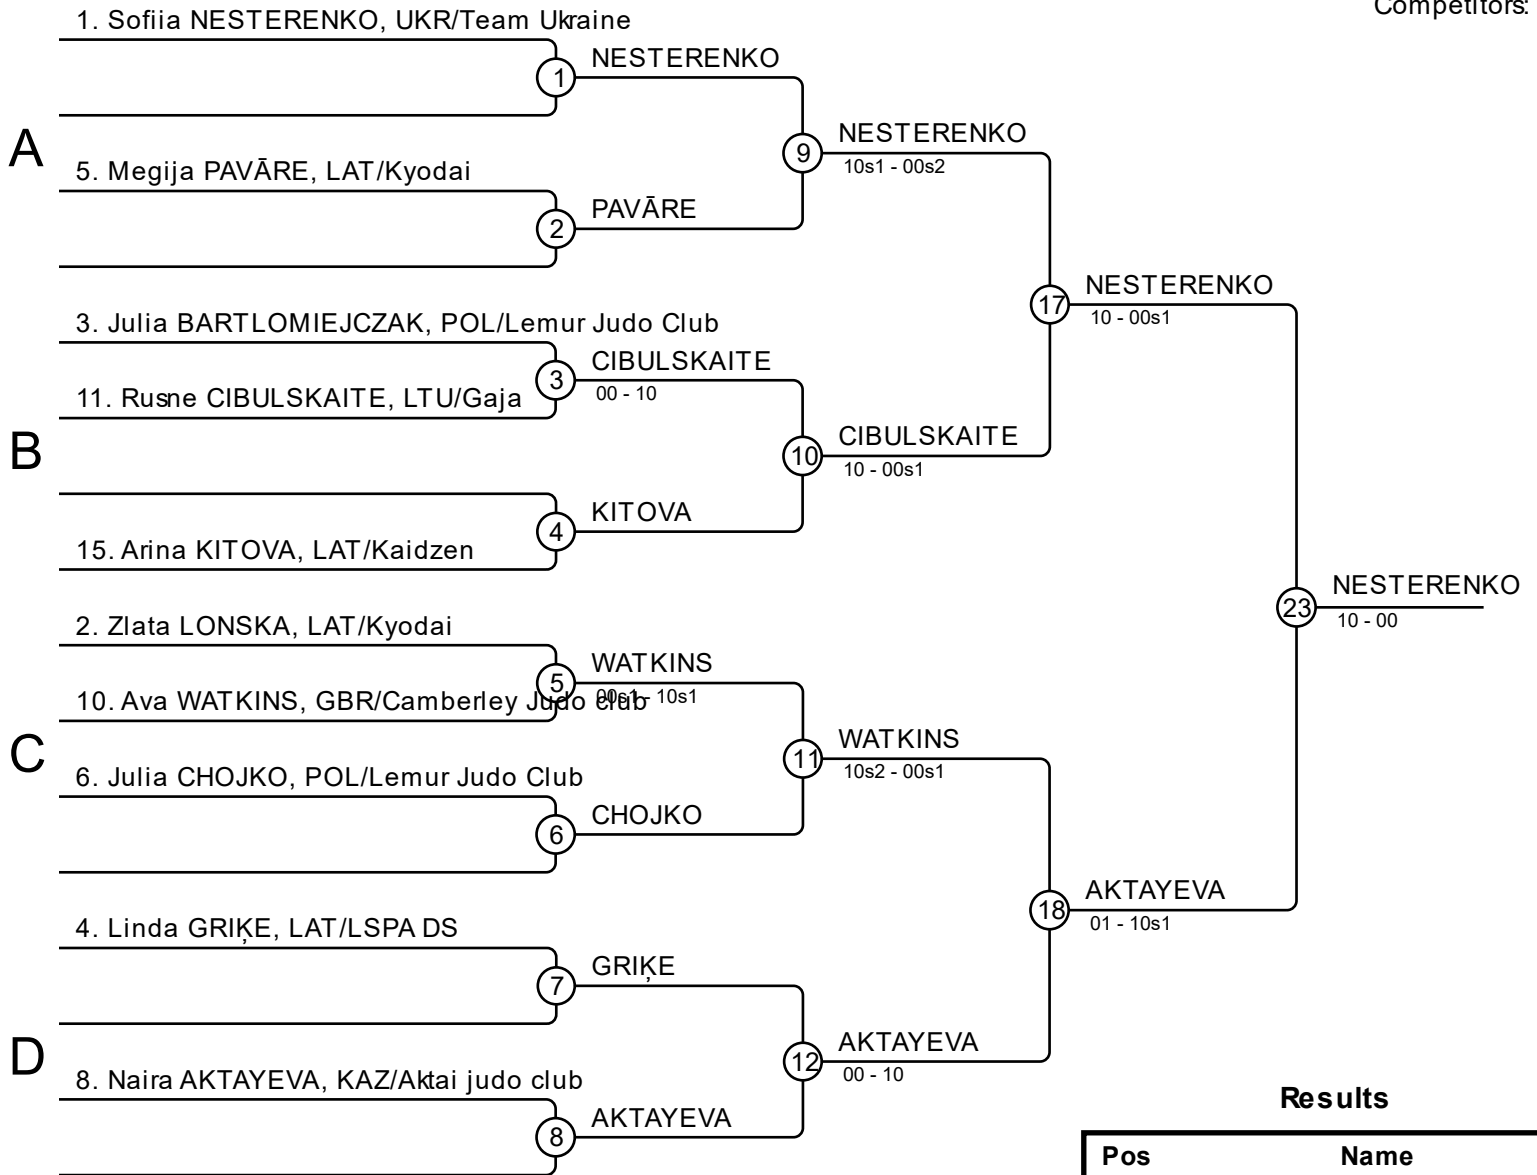 Competitors:
1. Sofiia NESTERENKO, UKR/Team Ukraine
1
NESTERENKO
A
9
NESTERENKO
10s1 - 00s2
5. Megija PAVĀRE, LAT/Kyodai
2
PAVĀRE
17
NESTERENKO
10 - 00s1
3. Julia BARTLOMIEJCZAK, POL/Lemur Judo Club
3
CIBULSKAITE
00 - 10
11. Rusne CIBULSKAITE, LTU/Gaja
B
10
CIBULSKAITE
10 - 00s1
4
KITOVA
15. Arina KITOVA, LAT/Kaidzen
23
NESTERENKO
10 - 00
2. Zlata LONSKA, LAT/Kyodai
5
WATKINS
00s1 - 10s1
10. Ava WATKINS, GBR/Camberley Judo club
C
11
WATKINS
10s2 - 00s1
6. Julia CHOJKO, POL/Lemur Judo Club
6
CHOJKO
18
AKTAYEVA
01 - 10s1
4. Linda GRIĶE, LAT/LSPA DS
7
GRIĶE
D
12
AKTAYEVA
00 - 10
8. Naira AKTAYEVA, KAZ/Aktai judo club
8
AKTAYEVA
Results
Pos Name